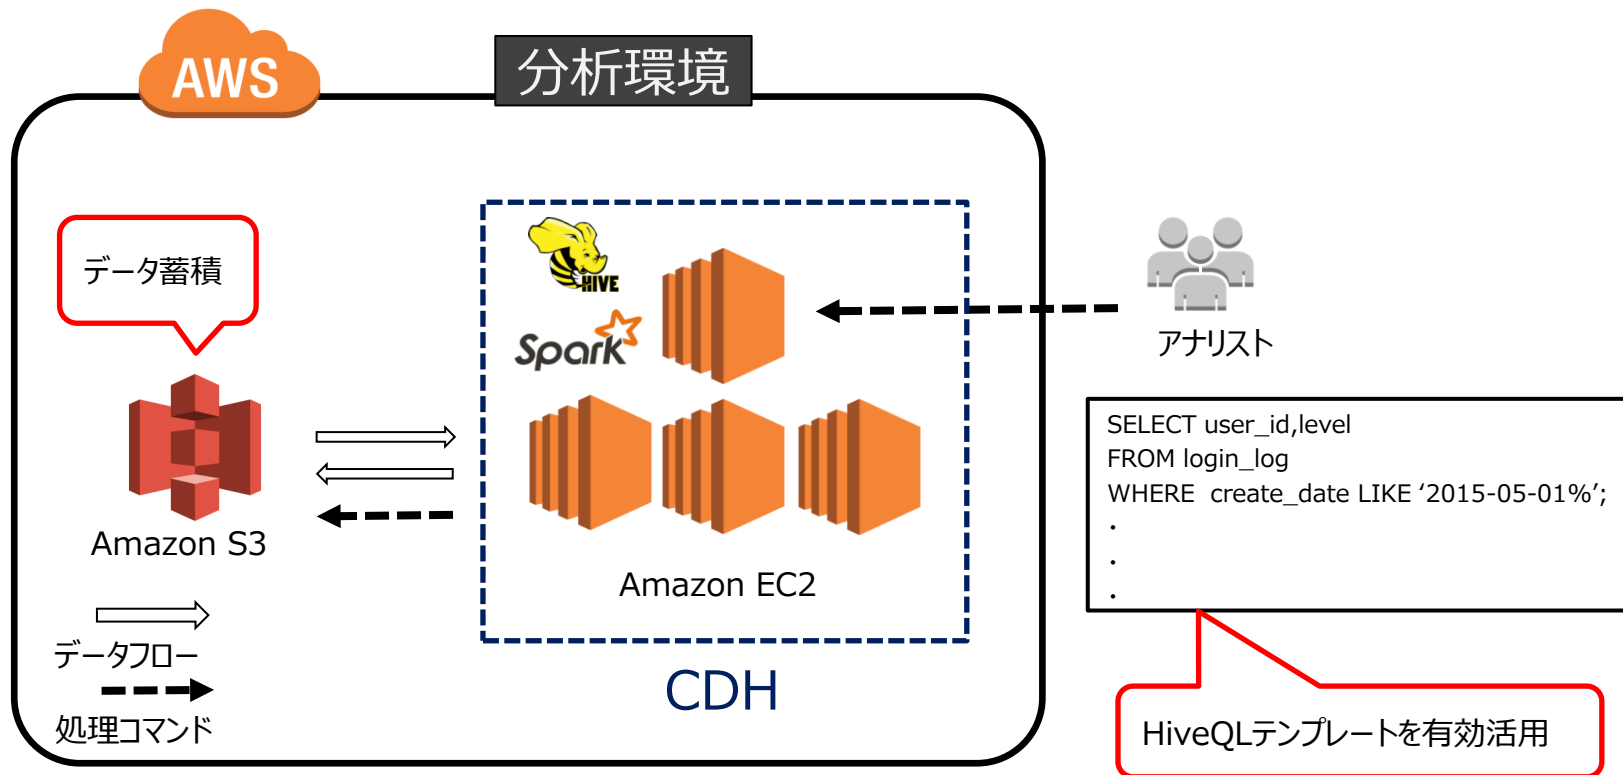 AWS
分析環境
データ蓄積
HIVE
Spark
アナリスト
Amazon S3
Amazon EC2
SELECT user_id,level
FROM login_log
WHERE  create_date LIKE ‘2015-05-01%’;
・
・
・
データフロー
処理コマンド
CDH
HiveQLテンプレートを有効活用